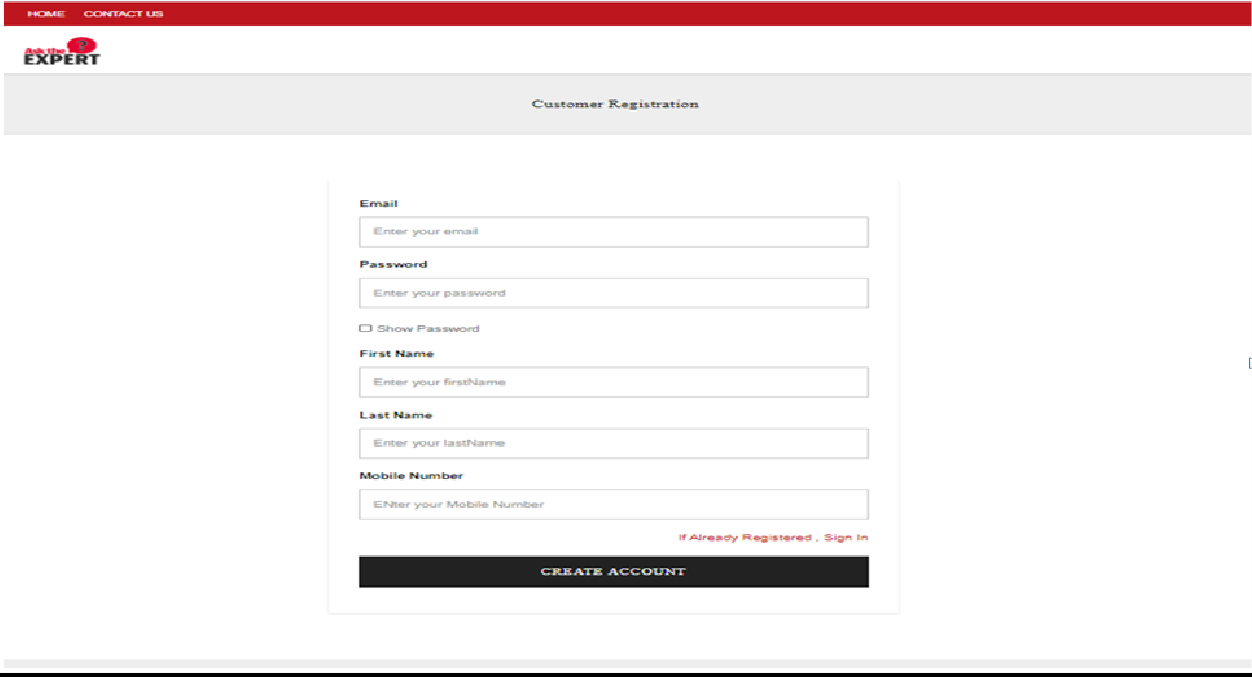 HOME CONTACT US
Ask the ?
EXPERT
Customer Registration
Email
Enter your email
Password
Enter your password
Show Password
First Name
Enter your firstName
Last Name
Enter your lastName
Mobile Number
ENter your Mobile Number
If Already Registered , Sign In
CREATE ACCOUNT